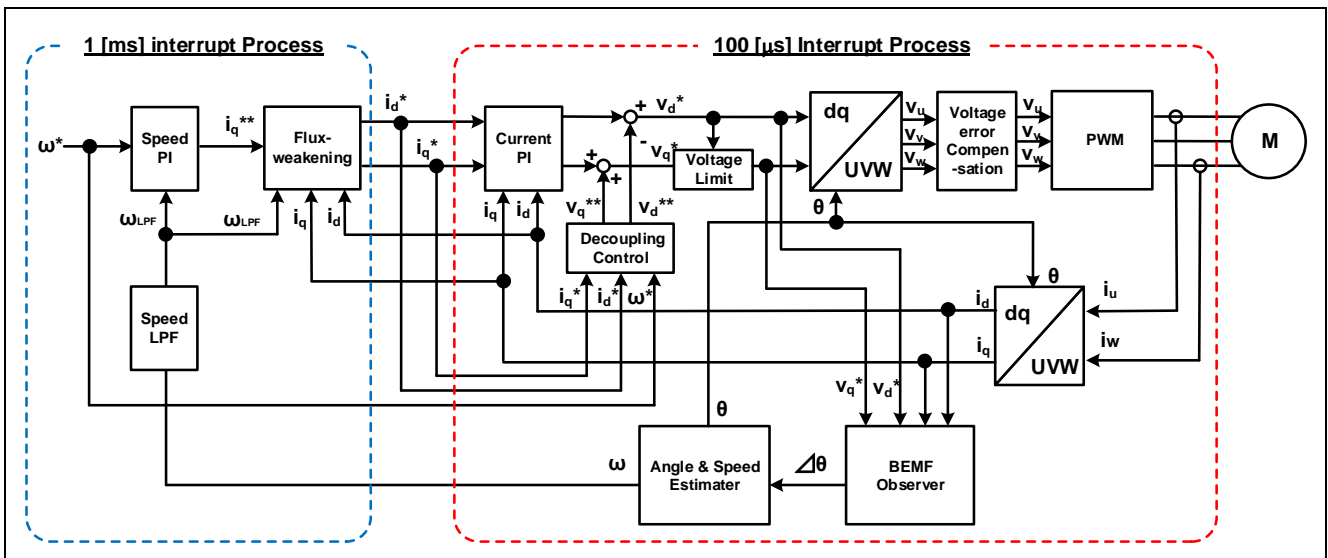 1 [ms] interrupt Process
100 [μs] Interrupt Process
ω*
Speed
PI
iq**
Flux-
weakening
id*
iq*
Current
PI
+
-
vd*
+
+
vq*
Voltage
Limit
dq
UVW
vu
vv
vw
Voltage
error
Compen
-sation
vu
vv
vw
PWM
M
ωLPF
ωLPF
iq
id
iq
id
vq**
vd**
Decoupling
Control
iq*
id*
ω*
θ
θ
Speed
LPF
id
iq
dq
UVW
iu
iw
vq*
vd*
θ
ω
Angle & Speed
Estimater
⊿θ
BEMF
Observer